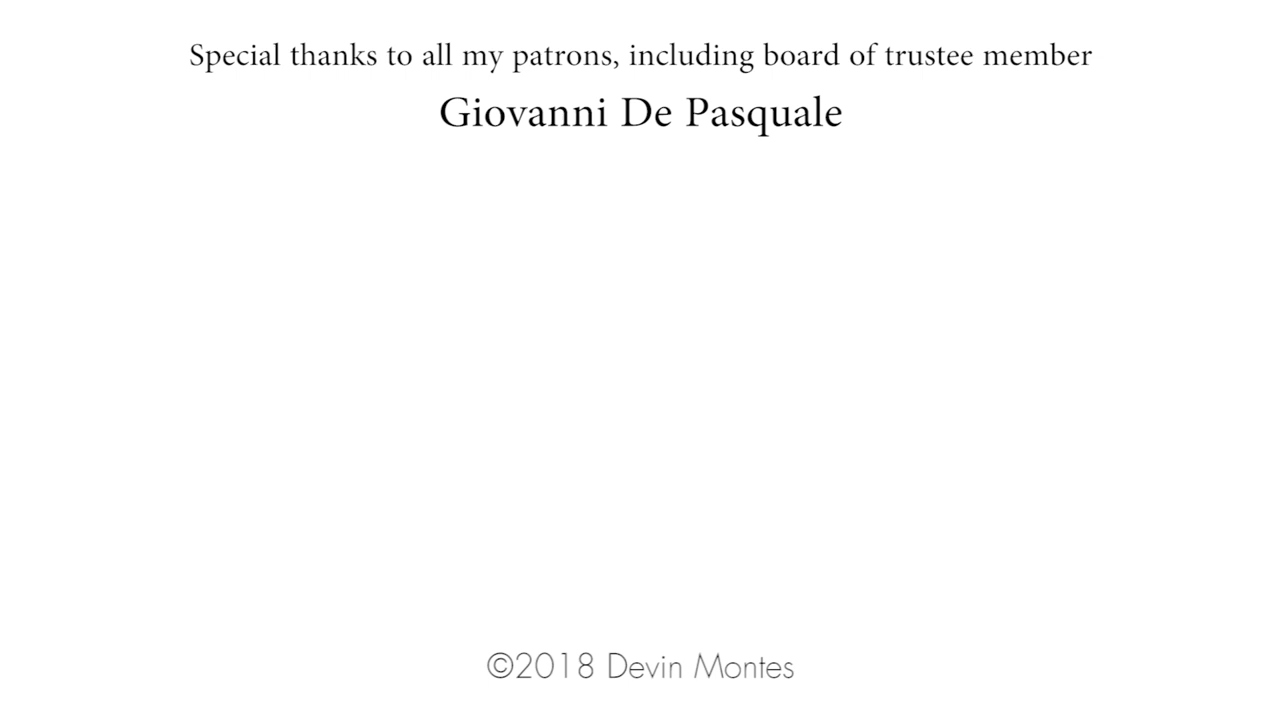 Special thanks to all my patrons, including board of trustee member
Giovanni De Pasquale
©2018 Devin Montes